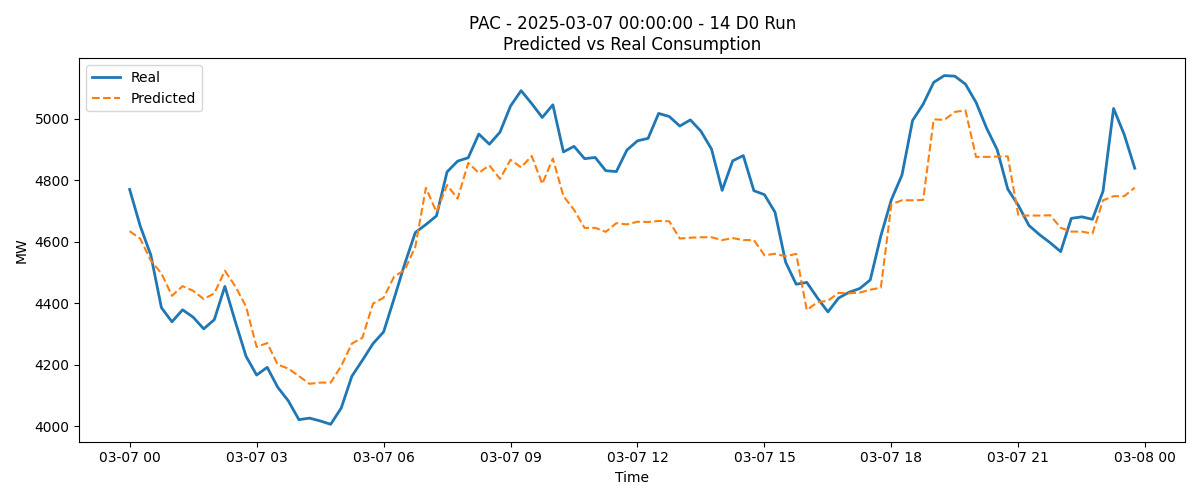 PAC - 2025-03-07 00:00:00 - 14 D0 Run
Predicted vs Real Consumption
Real
Predicted
5000
4800
4600
4400
4200
4000
MW
03-07 00 03-07 03 03-07 06 03-07 09 03-07 12 03-07 15 03-07 18 03-07 21 03-08 00
Time